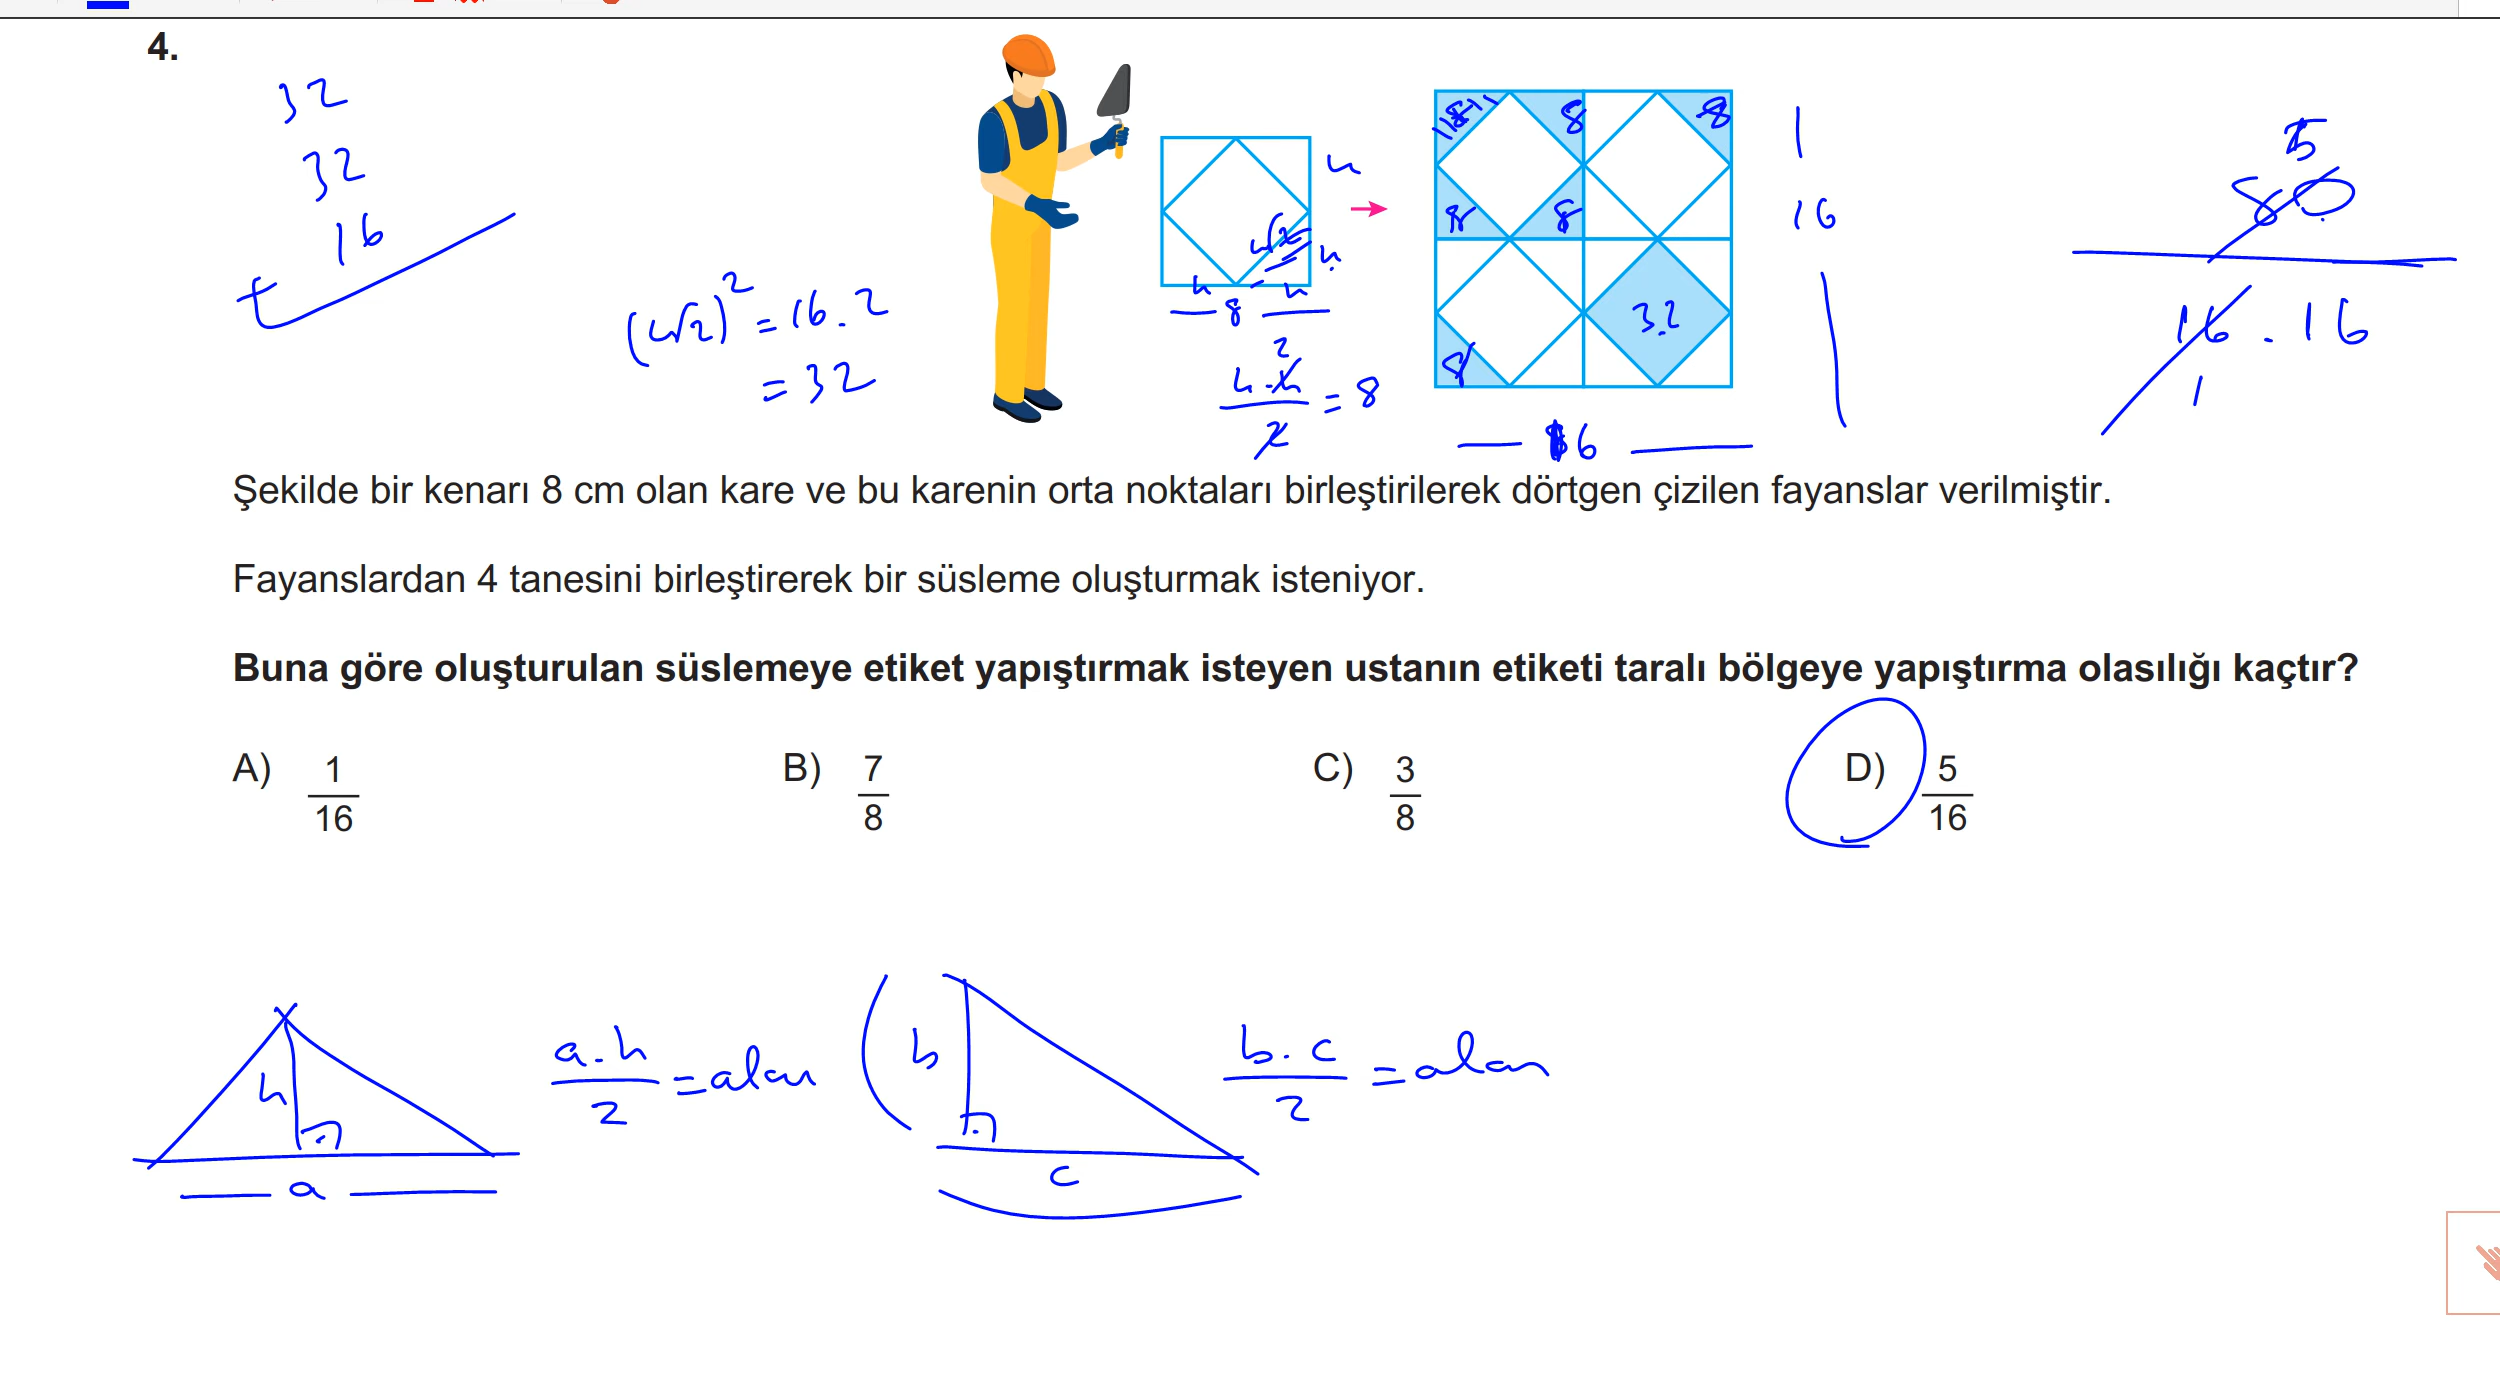 4.
32
32
16
+
(4√2)² = 16.2
= 32
4
4
4 4
8
4.4 / 2 = 8
2
8 8 8
8 8
32
8
16
16
5
80
16 . 16
1
Şekilde bir kenarı 8 cm olan kare ve bu karenin orta noktaları birleştirilerek dörtgen çizilen fayanslar verilmiştir.
Fayanslardan 4 tanesini birleştirerek bir süsleme oluşturmak isteniyor.
Buna göre oluşturulan süslemeye etiket yapıştırmak isteyen ustanın etiketi taralı bölgeye yapıştırma olasılığı kaçtır?
A) 1/16 B) 7/8 C) 3/8 D) 5/16
h
a
a.h / 2 = alan
b
c
b.c / 2 = alan